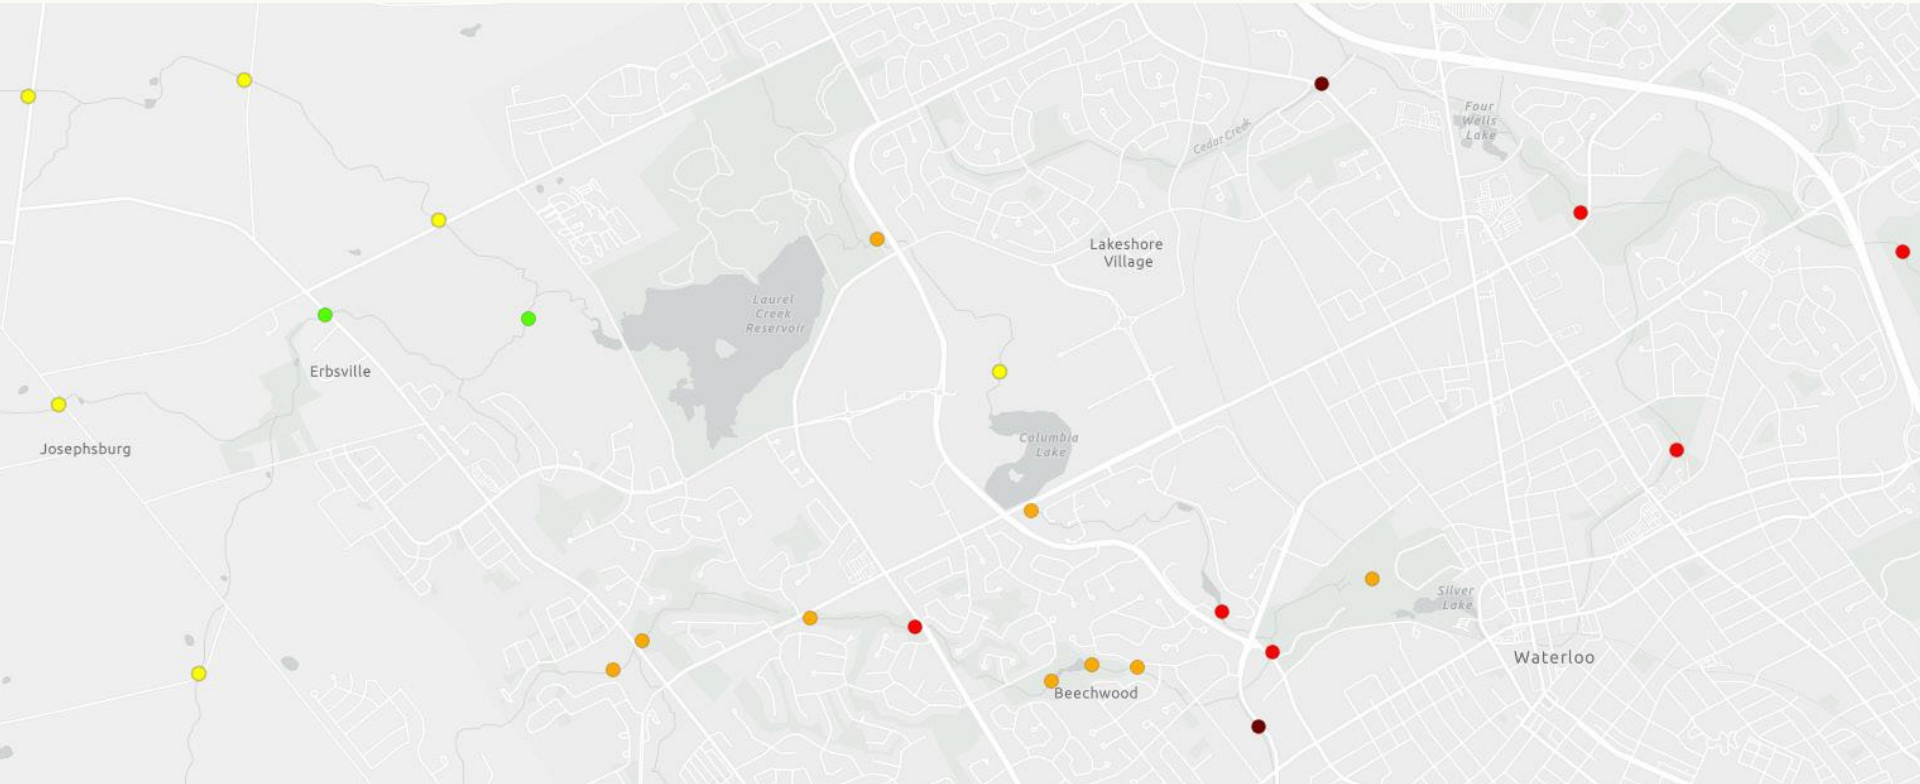 Four
Wells
Lake
Cedar Creek
Lakeshore
Village
Laurel
Creek
Reservoir
Erbsville
Josephsburg
Columbia
Lake
Silver
Lake
Waterloo
Beechwood